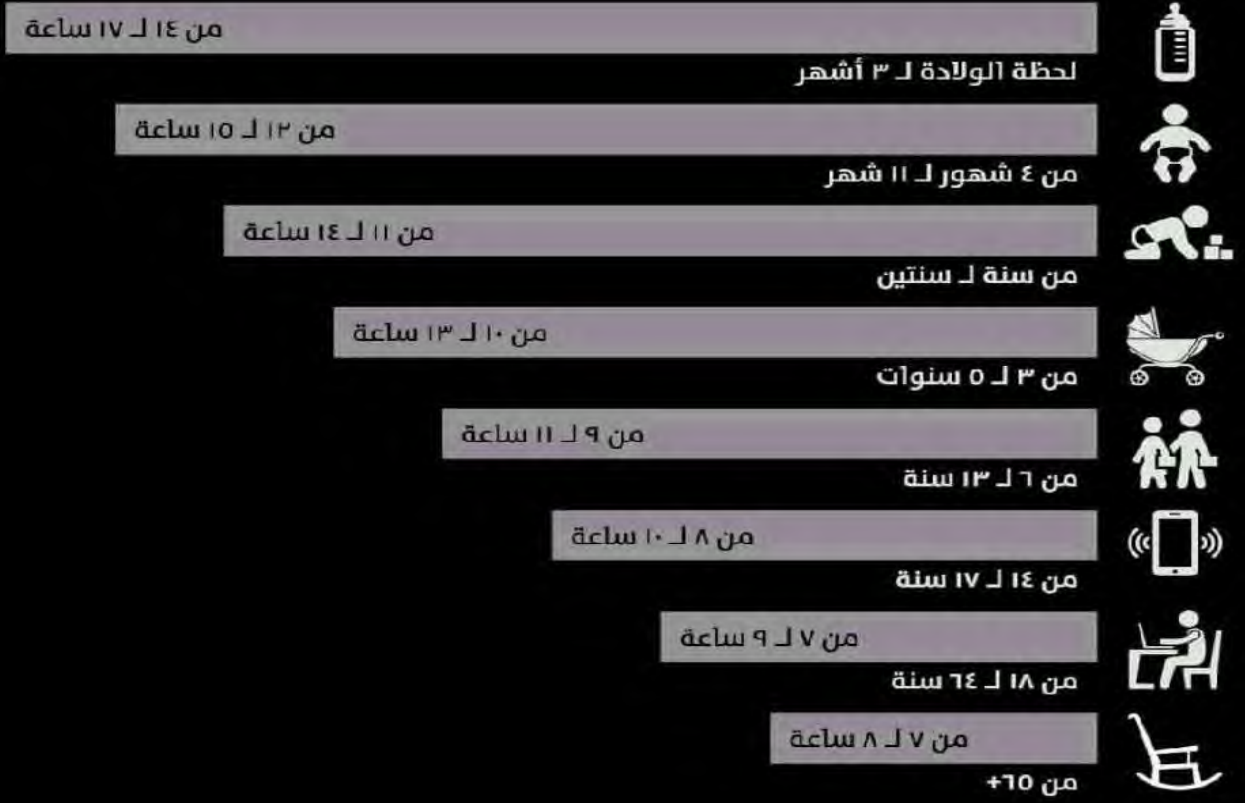 من ١٤ لـ ١٧ ساعة
لحظة الولادة لـ ٣ أشهر
من ١٢ لـ ١٥ ساعة
من ٤ شهور لـ ١١ شهر
من ١١ لـ ١٤ ساعة
من سنة لـ سنتين
من ١٠ لـ ١٣ ساعة
من ٣ لـ ٥ سنوات
من ٩ لـ ١١ ساعة
من ٦ لـ ١٣ سنة
من ٨ لـ ١٠ ساعة
من ١٤ لـ ١٧ سنة
من ٧ لـ ٩ ساعة
من ١٨ لـ ٦٤ سنة
من ٧ لـ ٨ ساعة
من ٦٥+